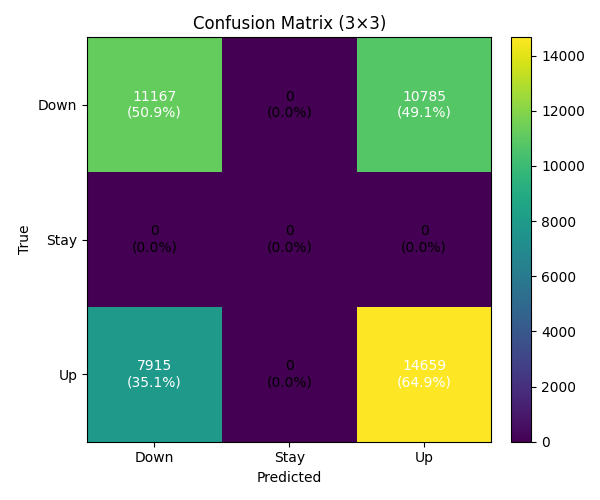 Confusion Matrix (3×3)
Down
11167
(50.9%)
0
(0.0%)
10785
(49.1%)
Stay
0
(0.0%)
0
(0.0%)
0
(0.0%)
Up
7915
(35.1%)
0
(0.0%)
14659
(64.9%)
Down
Stay
Up
Predicted
True
14000
12000
10000
8000
6000
4000
2000
0